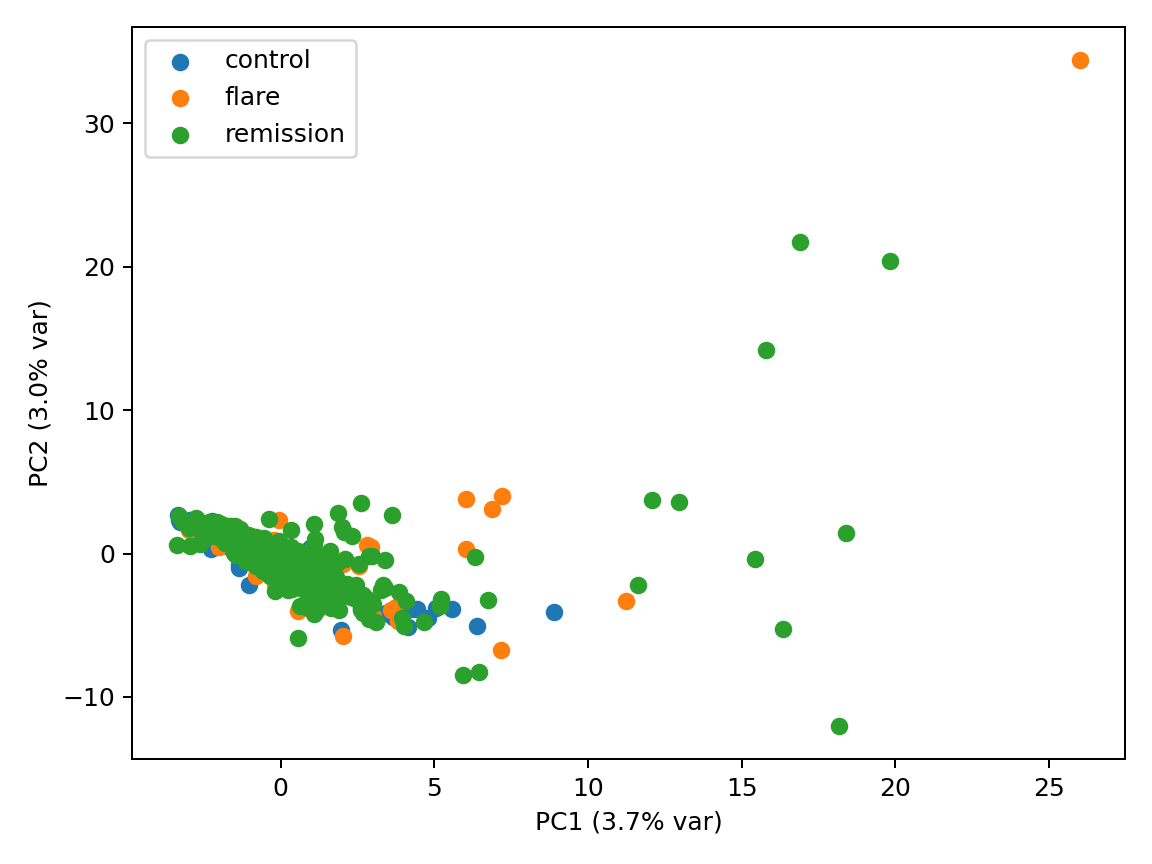 control
flare
remission
30
20
10
0
−10
0
5
10
15
20
25
PC1 (3.7% var)
PC2 (3.0% var)